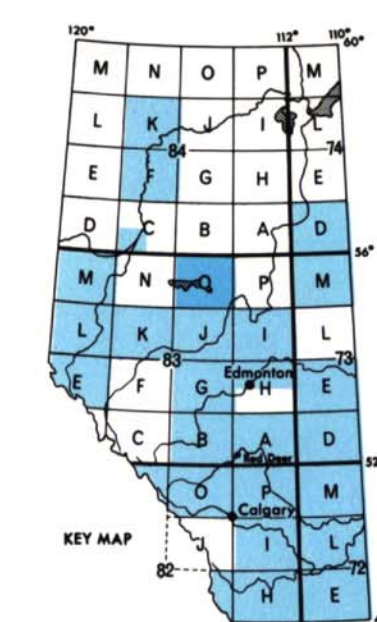 120° 112° 110°
60°
M N O P M
L K J I L
84 74
E F G H E
D C B A D
56°
M N O P M
L K J I L
83 73
Edmonton
E F G H E
C B A D
Red Deer
52
O P M
Calgary
KEY MAP J I L
82 72
H E